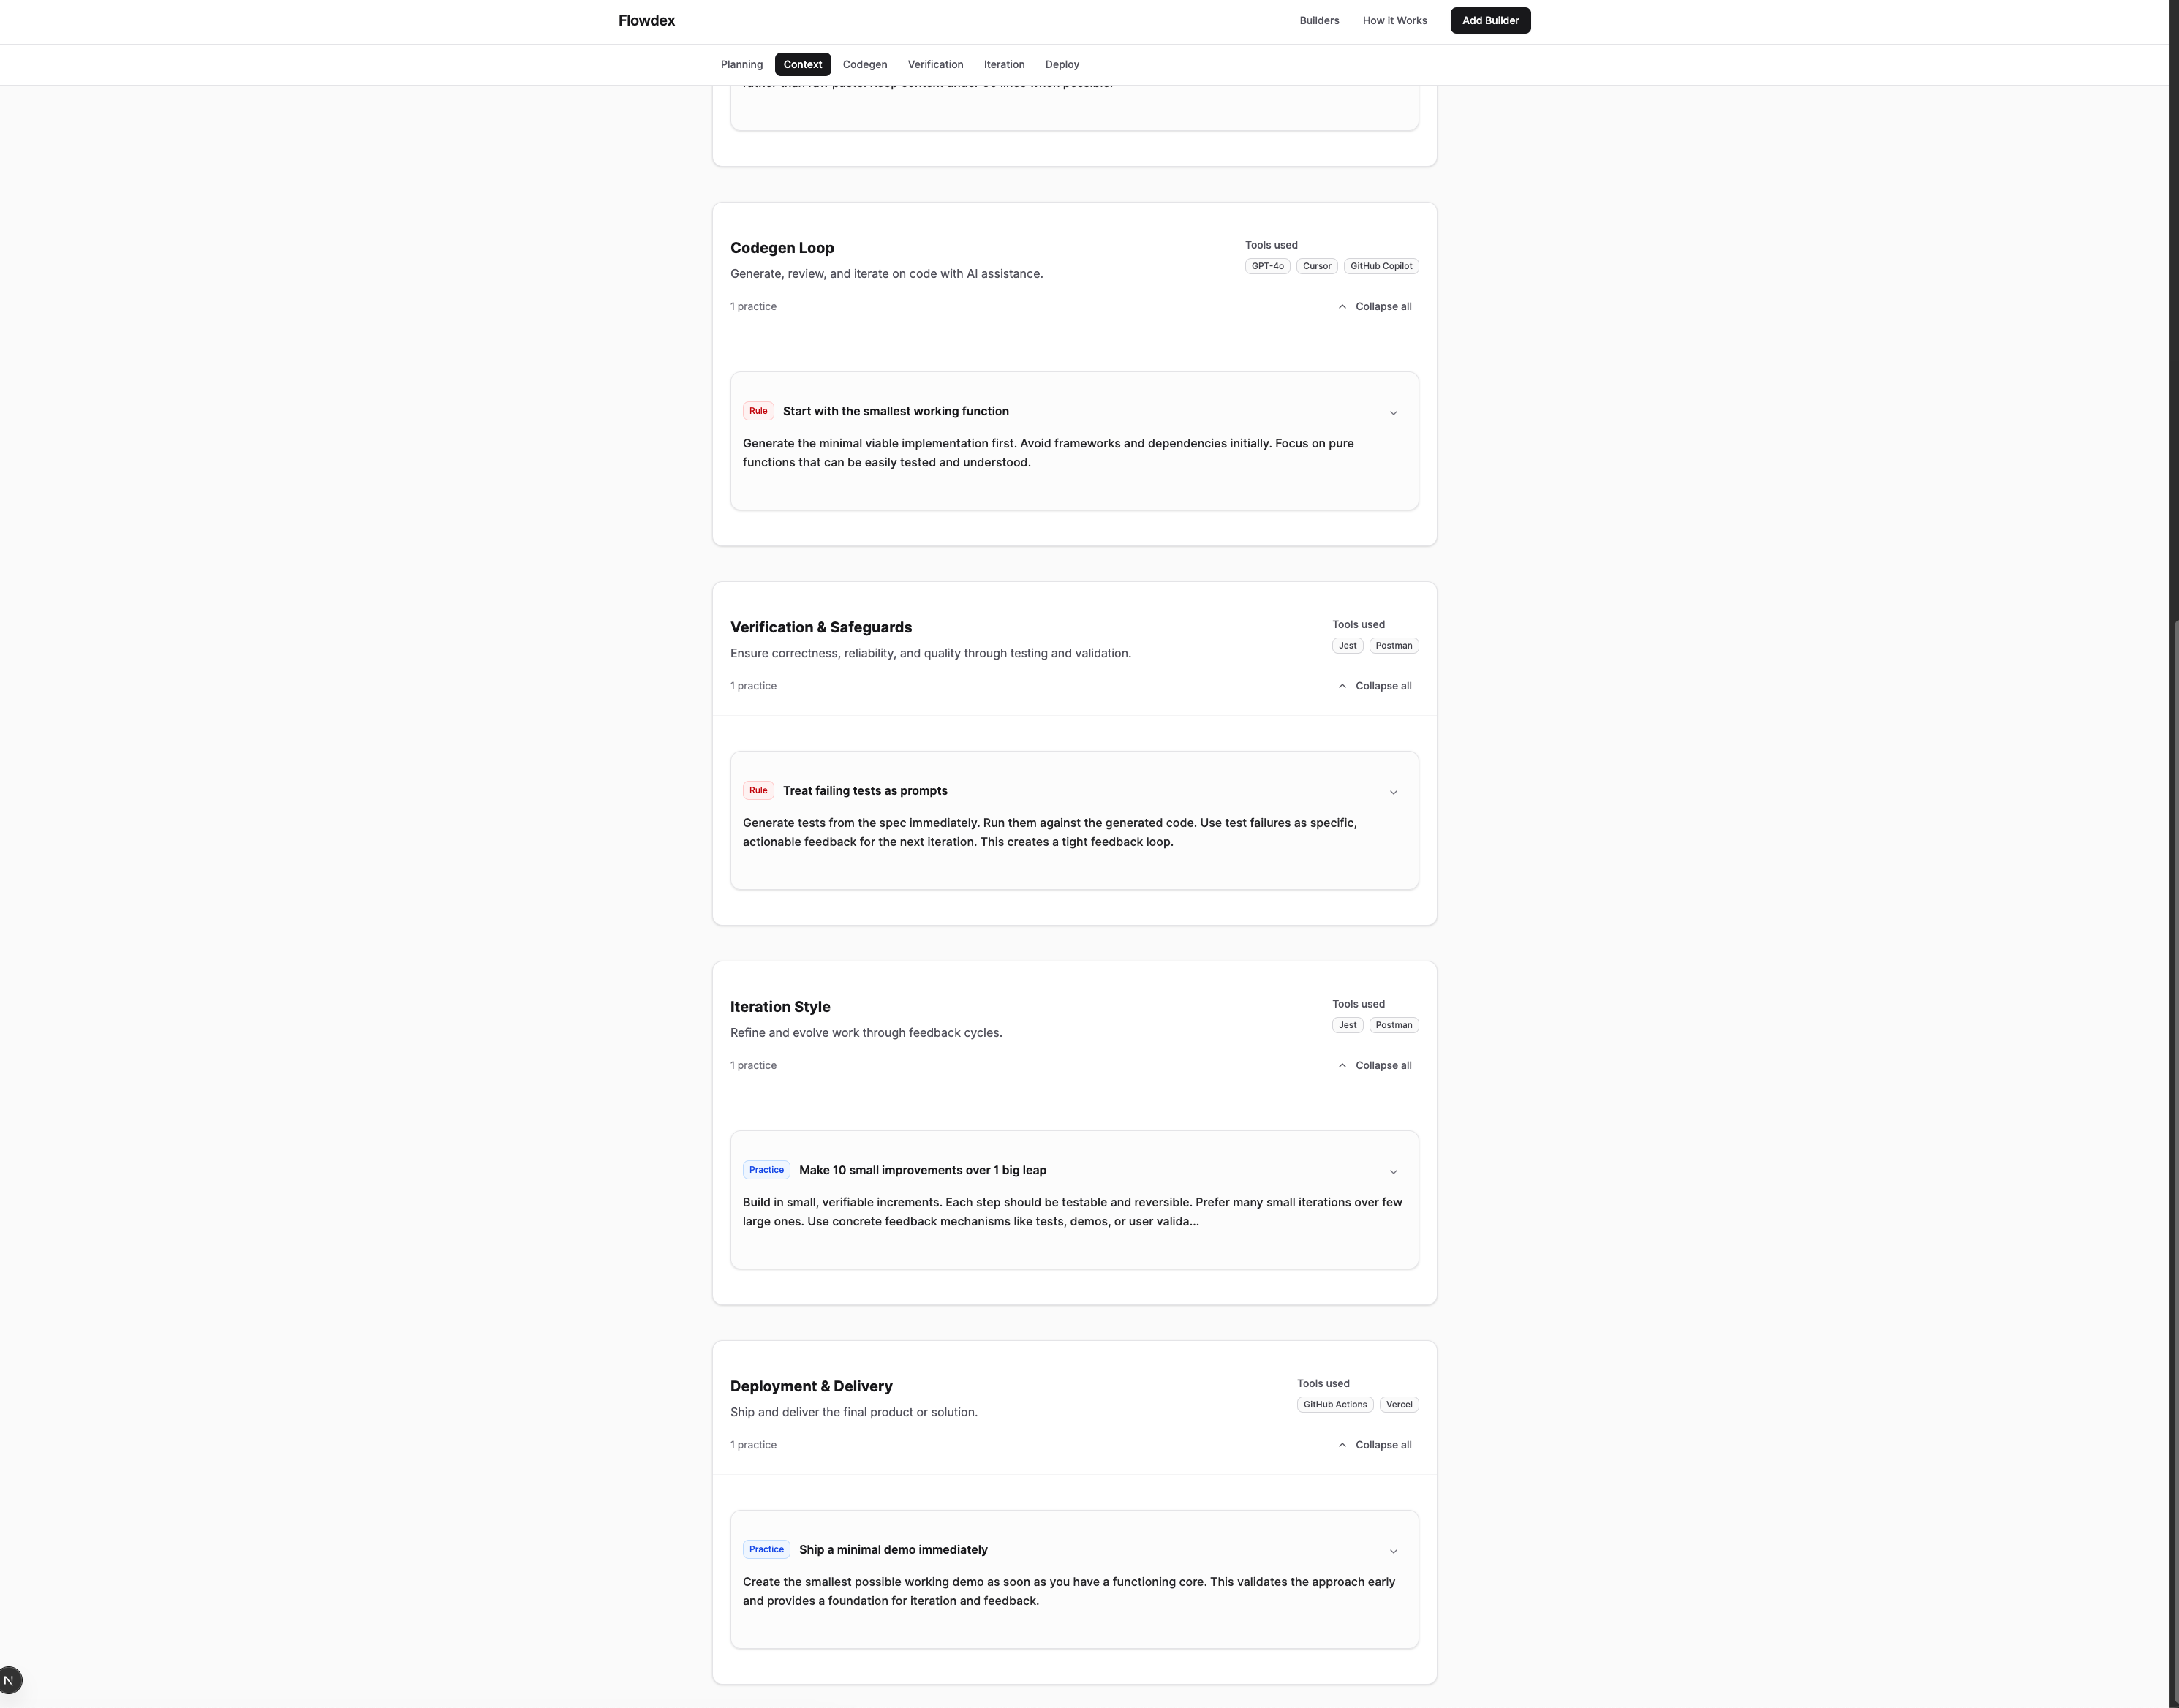 Flowdex
Builders
How it Works
Add Builder
Planning
Context
Codegen
Verification
Iteration
Deploy
Codegen Loop
Generate, review, and iterate on code with AI assistance.
Tools used
GPT-4o
Cursor
GitHub Copilot
1 practice
Collapse all
Rule
Start with the smallest working function
Generate the minimal viable implementation first. Avoid frameworks and dependencies initially. Focus on pure
functions that can be easily tested and understood.
Verification & Safeguards
Ensure correctness, reliability, and quality through testing and validation.
Tools used
Jest
Postman
1 practice
Collapse all
Rule
Treat failing tests as prompts
Generate tests from the spec immediately. Run them against the generated code. Use test failures as specific,
actionable feedback for the next iteration. This creates a tight feedback loop.
Iteration Style
Refine and evolve work through feedback cycles.
Tools used
Jest
Postman
1 practice
Collapse all
Practice
Make 10 small improvements over 1 big leap
Build in small, verifiable increments. Each step should be testable and reversible. Prefer many small iterations over few
large ones. Use concrete feedback mechanisms like tests, demos, or user valida...
Deployment & Delivery
Ship and deliver the final product or solution.
Tools used
GitHub Actions
Vercel
1 practice
Collapse all
Practice
Ship a minimal demo immediately
Create the smallest possible working demo as soon as you have a functioning core. This validates the approach early
and provides a foundation for iteration and feedback.
N